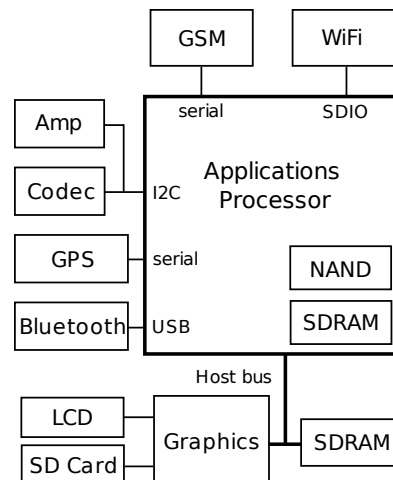 GSM
WiFi
serial
SDIO
Amp
Codec
I2C
Applications
Processor
GPS
serial
NAND
Bluetooth
USB
SDRAM
Host bus
LCD
Graphics
SDRAM
SD Card